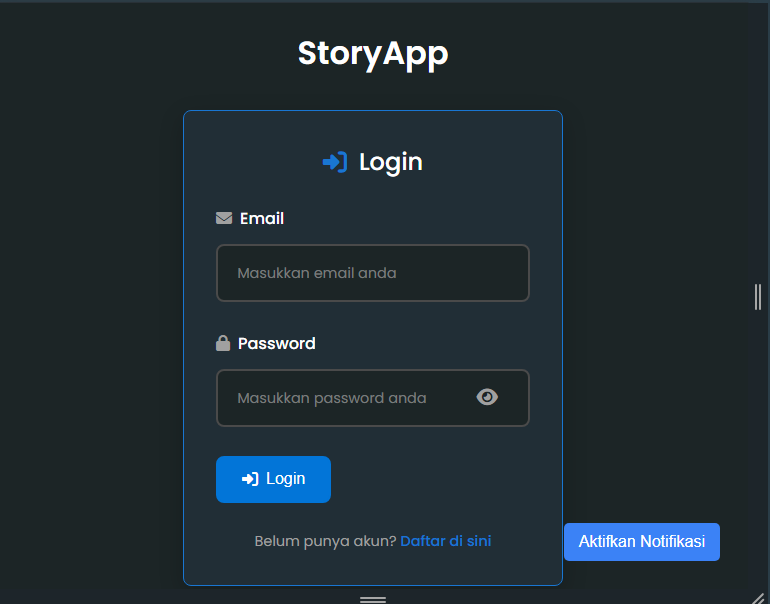 StoryApp
Login
Email
Masukkan email anda
Password
Masukkan password anda
Login
Belum punya akun? Daftar di sini
Aktifkan Notifikasi